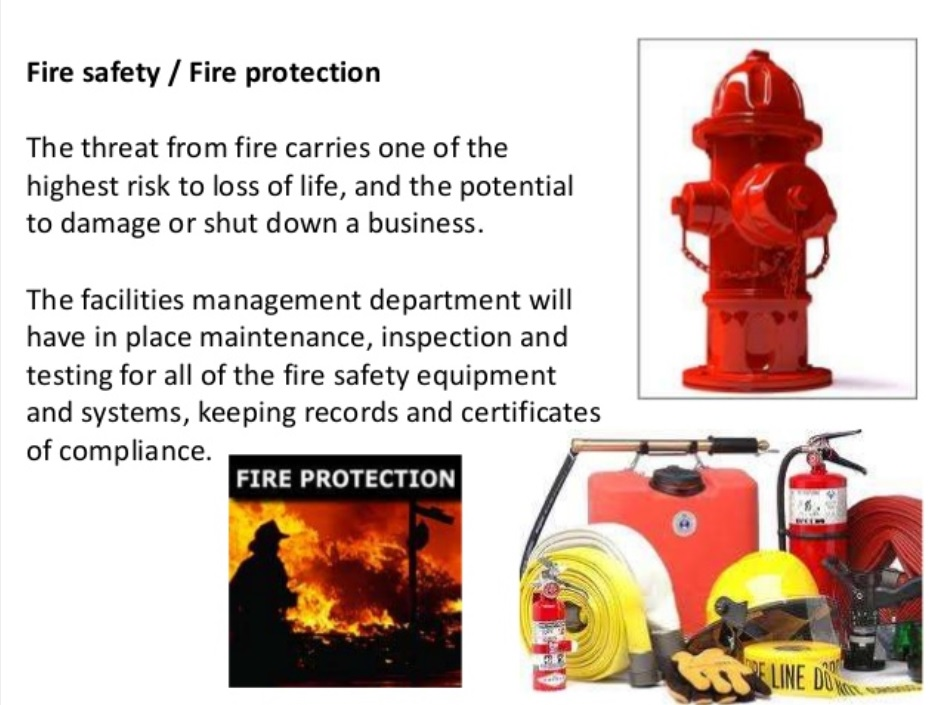 Fire safety / Fire protection
The threat from fire carries one of the
highest risk to loss of life, and the potential
to damage or shut down a business.
The facilities management department will
have in place maintenance, inspection and
testing for all of the fire safety equipment
and systems, keeping records and certificates
of compliance.
FIRE PROTECTION
LINE DO NOT